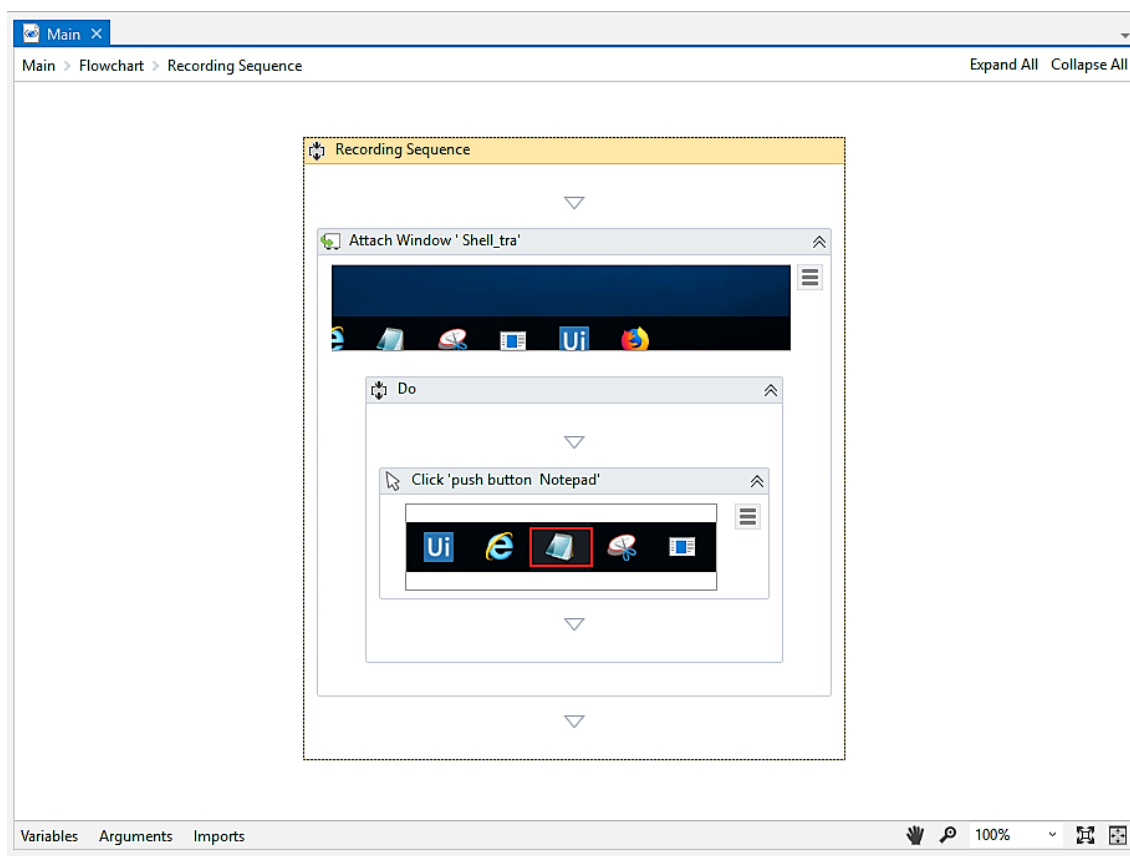 Main
Main > Flowchart > Recording Sequence
Expand All Collapse All
Recording Sequence
Attach Window ' Shell_tra'
Ui
Do
Click 'push button Notepad'
Ui
Variables Arguments Imports
100%